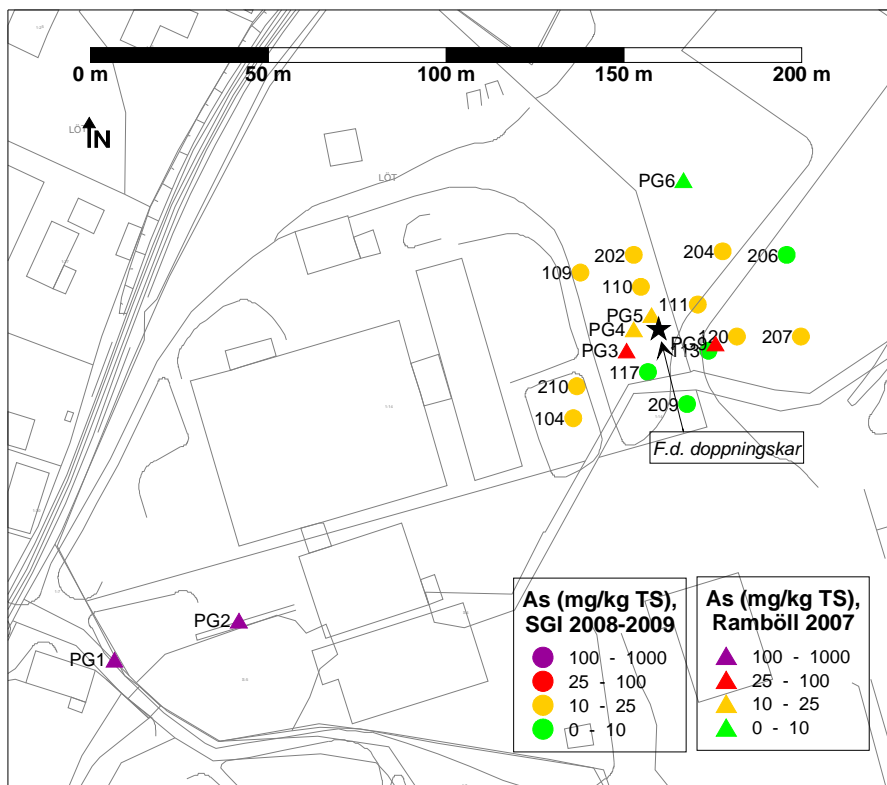 0 m 50 m 100 m 150 m 200 m
N
LÖT
PG6
202
204
206
109
110
111
PG5
PG4
120
207
PG3
PG9
113
117
210
209
104
F.d. doppningskar
PG2
PG1
As (mg/kg TS),
SGI 2008-2009
100 - 1000
25 - 100
10 - 25
0 - 10
As (mg/kg TS),
Ramböll 2007
100 - 1000
25 - 100
10 - 25
0 - 10